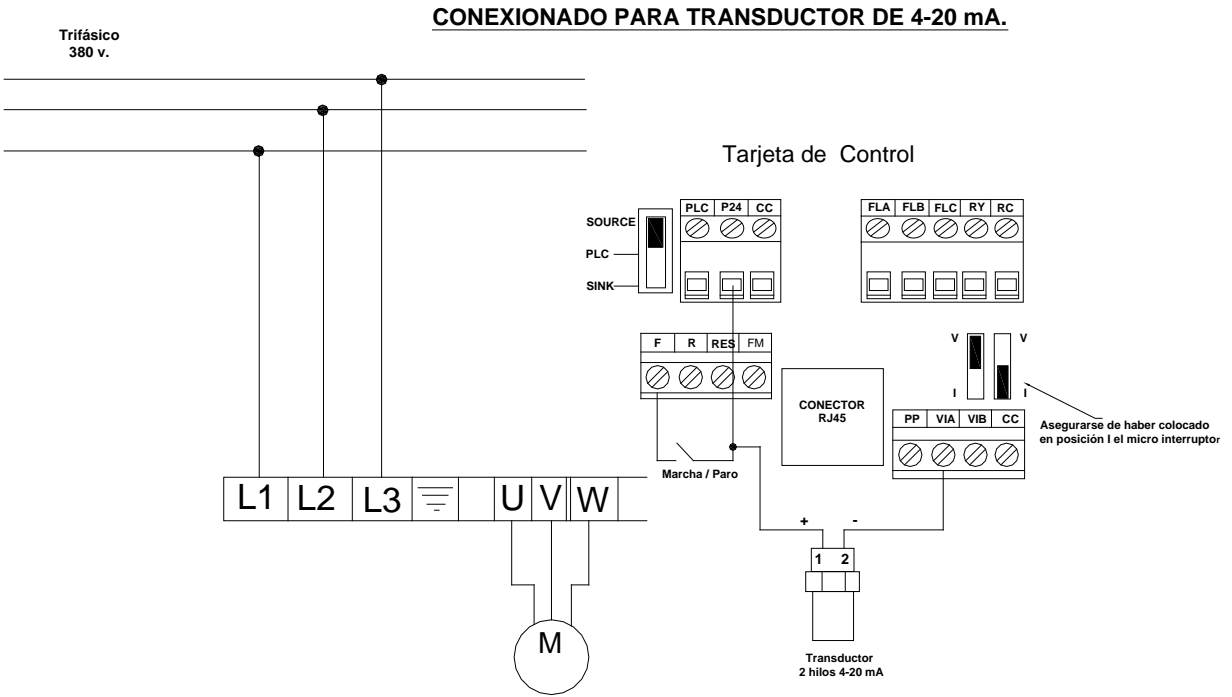 CONEXIONADO PARA TRANSDUCTOR DE 4-20 mA.
Trifásico
380 v.
Tarjeta de Control
SOURCE
PLC
SINK
PLC P24 CC
FLA FLB FLC RY RC
F R RES FM
V V
I I
CONECTOR
RJ45
PP VIA VIB CC
Asegurarse de haber colocado
en posición I el micro interruptor
Marcha / Paro
L1 L2 L3 U V W
+ -
1 2
M
Transductor
2 hilos 4-20 mA